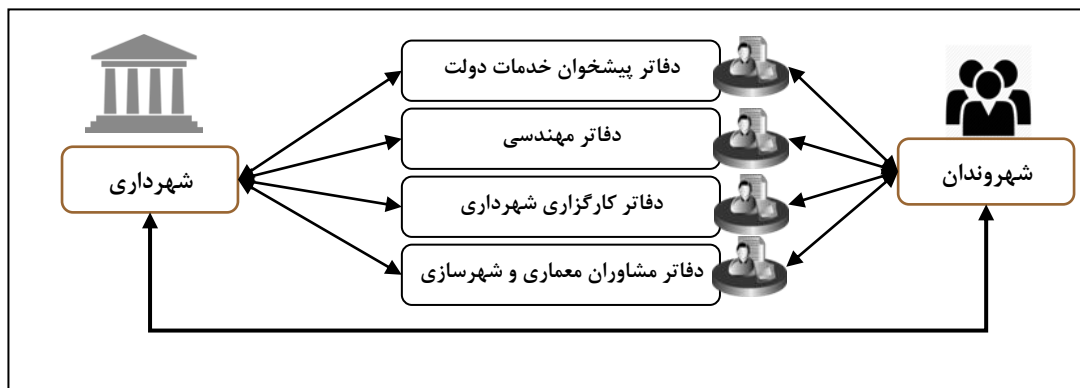 دفاتر پیشخوان خدمات دولت
دفاتر مهندسی
شهروندان
شهرداری
دفاتر کارگزاری شهرداری
دفاتر مشاوران معماری و شهرسازی